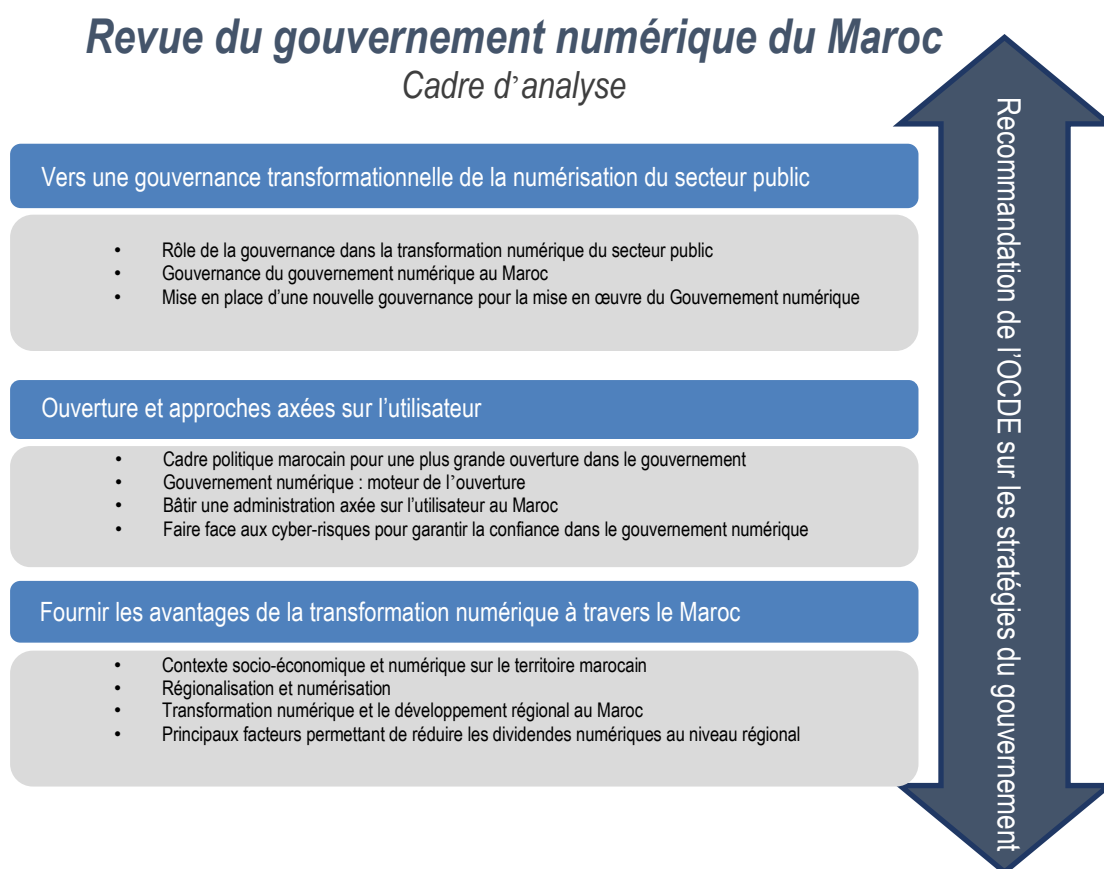 Revue du gouvernement numérique du Maroc
Cadre d'analyse
Vers une gouvernance transformationnelle de la numérisation du secteur public
• Rôle de la gouvernance dans la transformation numérique du secteur public
• Gouvernance du gouvernement numérique au Maroc
• Mise en place d'une nouvelle gouvernance pour la mise en œuvre du Gouvernement numérique
Ouverture et approches axées sur l'utilisateur
• Cadre politique marocain pour une plus grande ouverture dans le gouvernement
• Gouvernement numérique : moteur de l'ouverture
• Bâtir une administration axée sur l'utilisateur au Maroc
• Faire face aux cyber-risques pour garantir la confiance dans le gouvernement numérique
Fournir les avantages de la transformation numérique à travers le Maroc
• Contexte socio-économique et numérique sur le territoire marocain
• Régionalisation et numérisation
• Transformation numérique et le développement régional au Maroc
• Principaux facteurs permettant de réduire les dividendes numériques au niveau régional
Recommandation de l'OCDE sur les stratégies du gouvernement